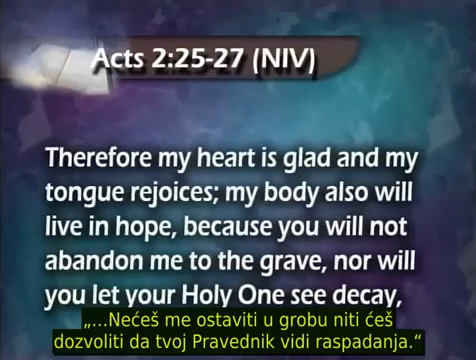 Acts 2:25-27 (NIV)
Therefore my heart is glad and my
tongue rejoices; my body also will
live in hope, because you will not
abandon me to the grave, nor will
you let your Holy One see decay,
„...Nećeš me ostaviti u grobu niti ćeš
dozvoliti da tvoj Pravednik vidi raspadanja.“